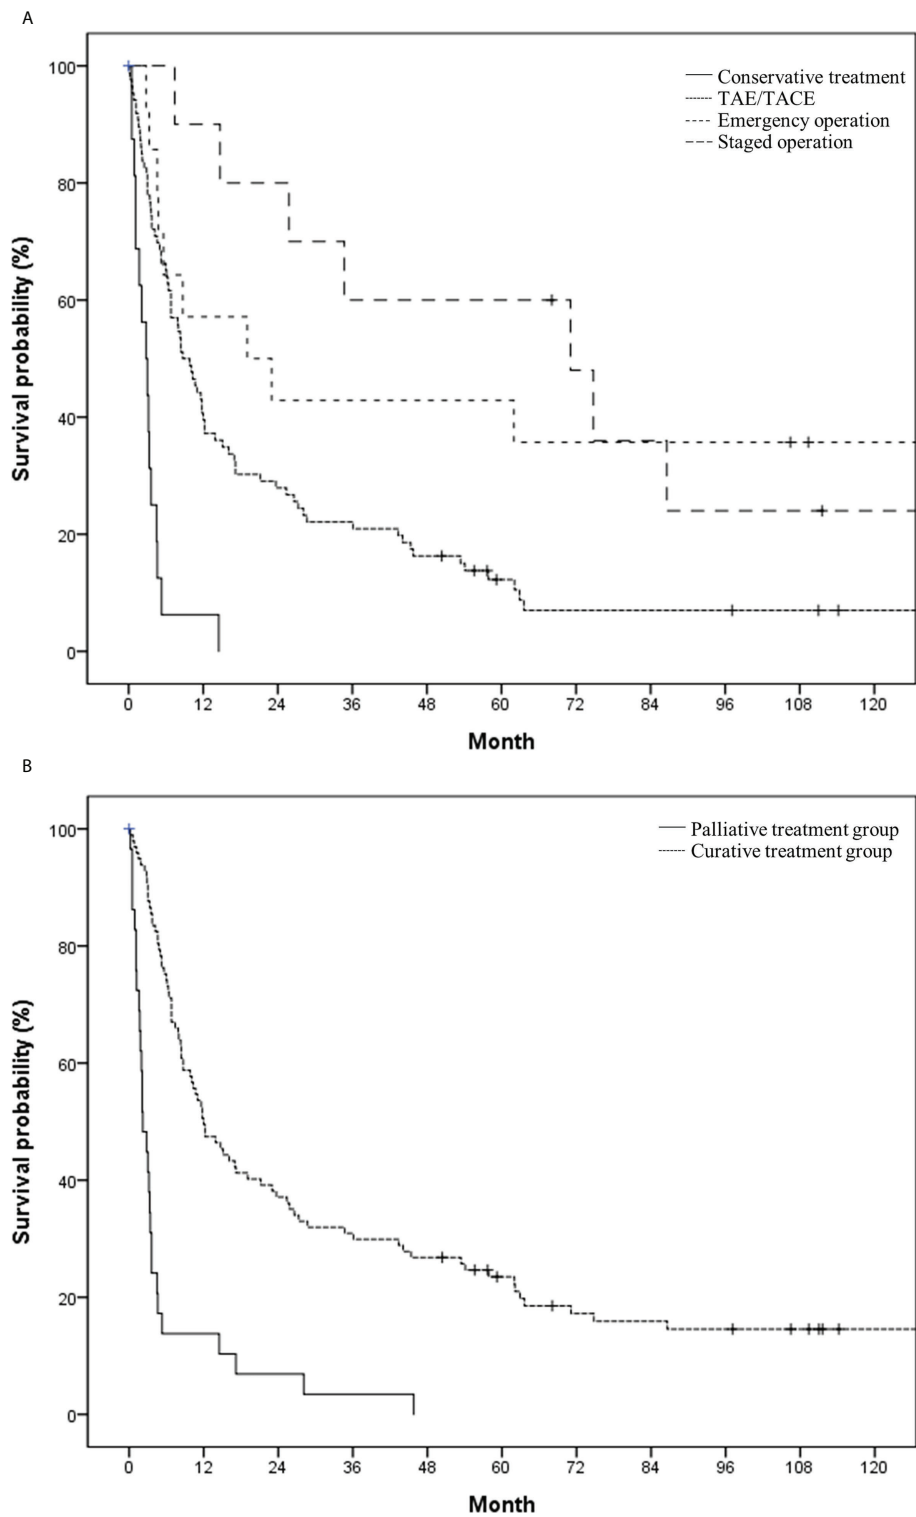 A
Conservative treatment
TAE/TACE
Emergency operation
Staged operation
Survival probability (%)
100
80
60
40
20
0
0 12 24 36 48 60 72 84 96 108 120
Month
B
Palliative treatment group
Curative treatment group
Survival probability (%)
100
80
60
40
20
0
0 12 24 36 48 60 72 84 96 108 120
Month